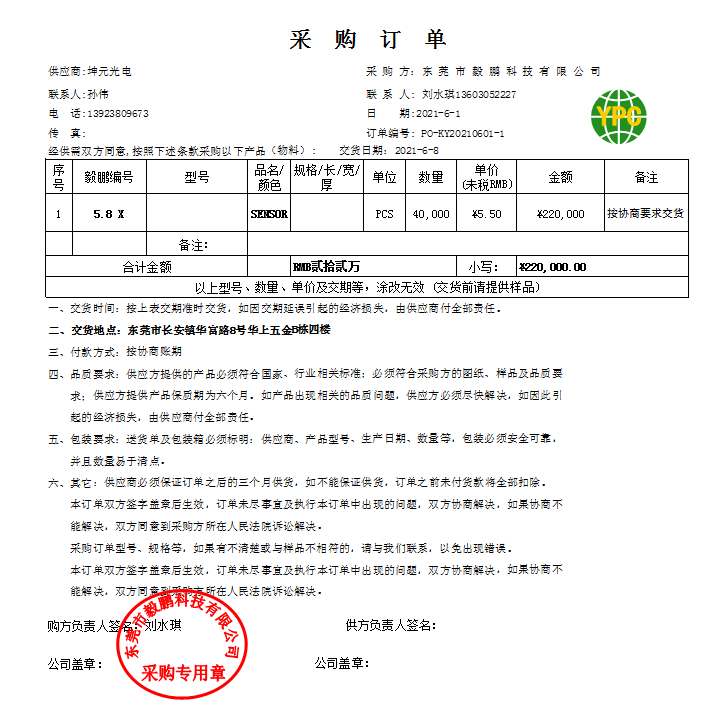 采 购 订 单
供应商:坤元光电 采 购 方: 东 莞 市 毅 鹏 科 技 有 限 公 司
联系人:孙伟 联 系 人: 刘水琪13603052227
电 话:13923809673 日 期:2021-6-1
YPC
传 真: 订单编号: PO-KY20210601-1
经供需双方同意,按照下述条款采购以下产品(物料): 交货日期: 2021-6-8
序号 毅鹏编号 型号 品名/颜色 规格/长/宽/厚 单位 数量 单价(未税RMB) 金额 备注
1 5.8 X SENSOR PCS 40,000 ¥5.50 ¥220,000 按协商要求交货
备注:
合计金额 RMB贰拾贰万 小写: ¥220,000.00
以上型号、数量、单价及交期等,涂改无效 (交货前请提供样品)
一、交货时间: 按上表交期准时交货, 如因交期延误引起的经济损失, 由供应商付全部责任.
二、交货地点: 东莞市长安镇华富路8号华上五金B栋四楼
三、付款方式: 按协商账期
四、品质要求: 供应方提供的产品必须符合国家、行业相关标准; 必须符合采购方的图纸、样品及品质要
求; 供应方提供产品保质期为六个月。如产品出现相关的品质问题, 供应方必须尽快解决, 如因此引
起的经济损失, 由供应商付全部责任。
五、包装要求: 送货单及包装箱必须标明: 供应商、产品型号、生产日期、数量等, 包装必须安全可靠,
并且数量易于清点。
六、其它: 供应商必须保证订单之后的三个月供货, 如不能保证供货, 订单之前未付货款将全部扣除。
本订单双方签字盖章后生效, 订单未尽事宜及执行本订单中出现的问题, 双方协商解决, 如果协商不
能解决, 双方同意到采购方所在人民法院诉讼解决。
采购订单型号、规格等, 如果有不清楚或与样品不相符的, 请与我们联系, 以免出现错误。
本订单双方签字盖章后生效, 订单未尽事宜及执行本订单中出现的问题, 双方协商解决, 如果协商不
能解决, 双方同意到采购方所在人民法院诉讼解决。
购方负责人签名: 刘水琪 供方负责人签名:
公司盖章: 公司盖章:
东莞市毅鹏科技有限公司
采购专用章